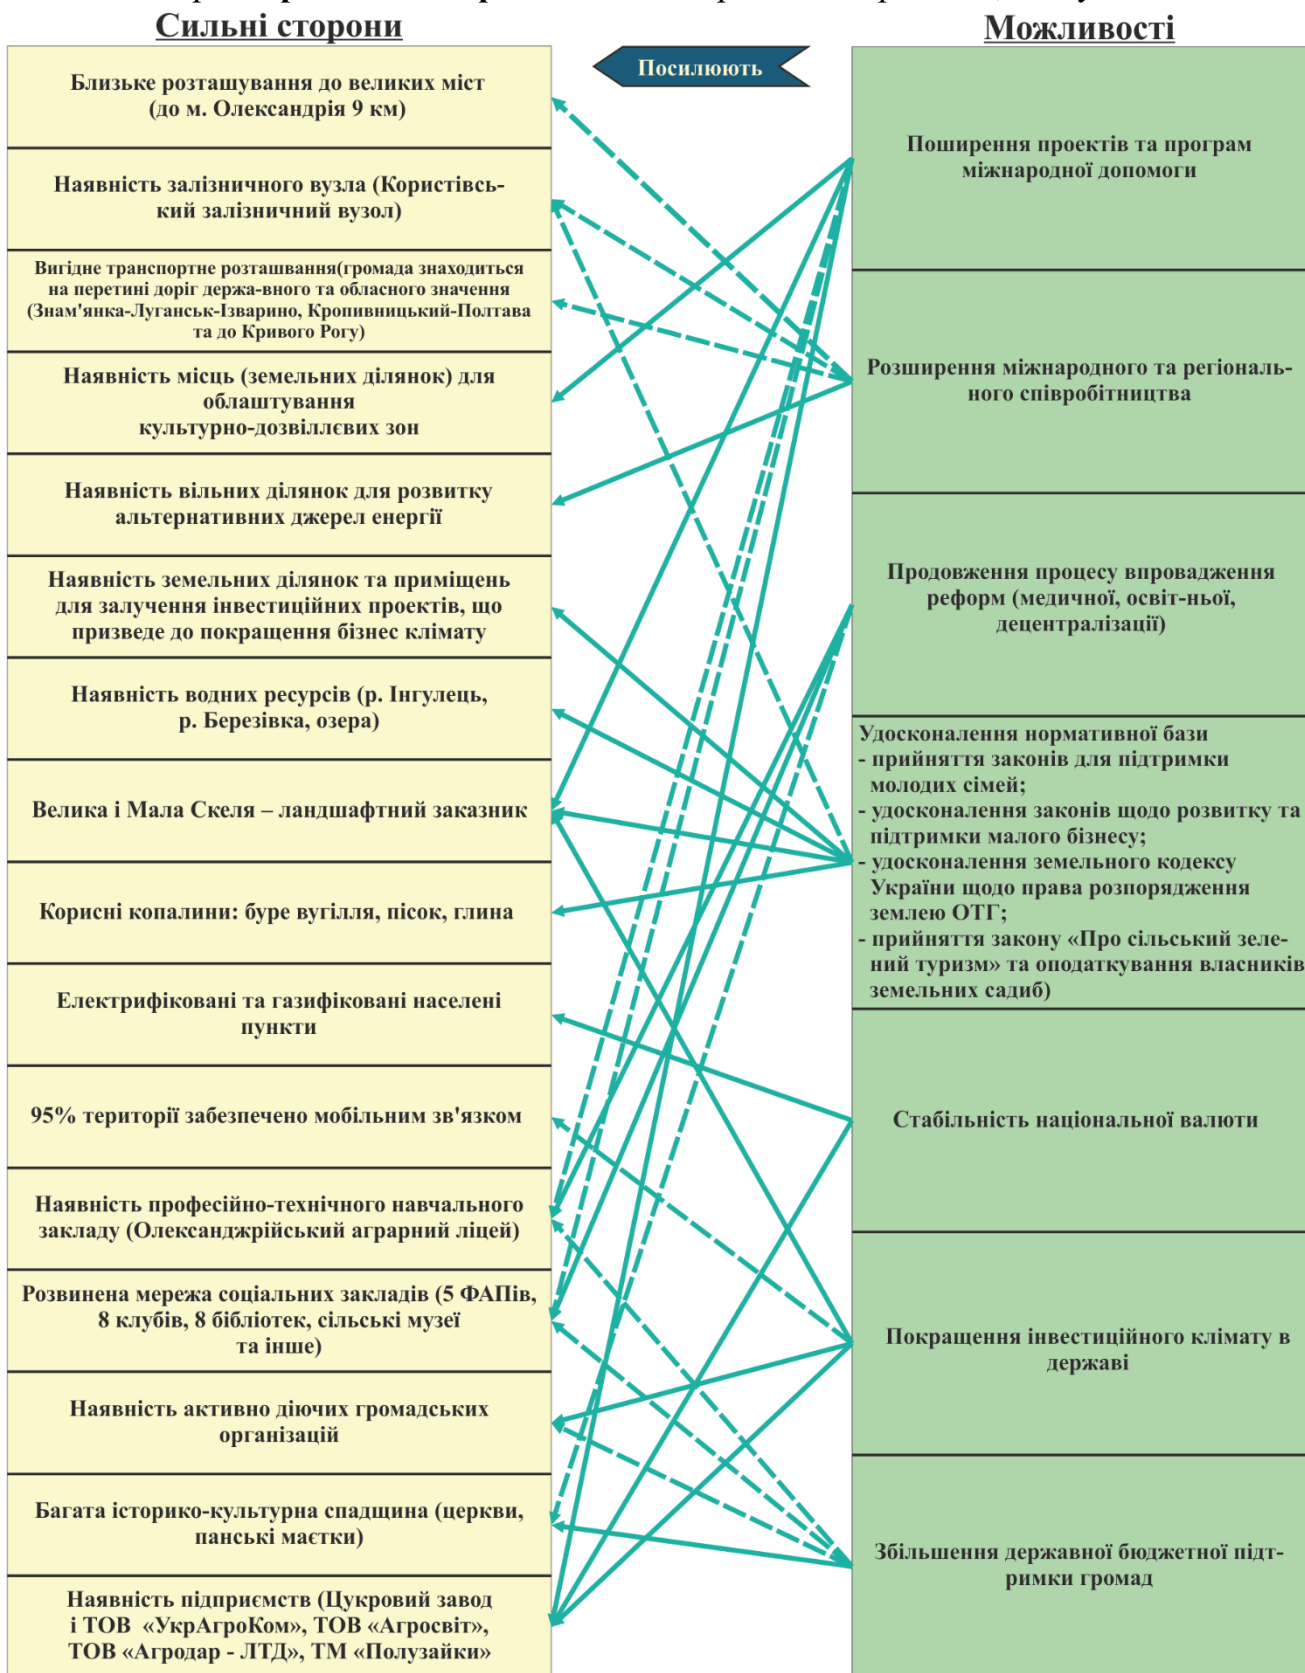 Сильні сторони
Можливості
Посилюють
Близьке розташування до великих міст
(до м. Олександрія 9 км)
Наявність залізничного вузла (Користівсь-
кий залізничний вузол)
Вигідне транспортне розташвання(громада знаходиться
на перетині доріг держа-вного та обласного значення
(Знам'янка-Луганськ-Ізварино, Кропивницький-Полтава
та до Кривого Рогу)
Наявність місць (земельних ділянок) для
облаштування
культурно-дозвіллєвих зон
Наявність вільних ділянок для розвитку
альтернативних джерел енергії
Наявність земельних ділянок та приміщень
для залучення інвестиційних проектів, що
призведе до покращення бізнес клімату
Наявність водних ресурсів (р. Інгулець,
р. Березівка, озера)
Велика і Мала Скеля – ландшафтний заказник
Корисні копалини: буре вугілля, пісок, глина
Електрифіковані та газифіковані населені
пункти
95% території забезпечено мобільним зв'язком
Наявність професійно-технічного навчального
закладу (Олександжрійський аграрний ліцей)
Розвинена мережа соціальних закладів (5 ФАПів,
8 клубів, 8 бібліотек, сільські музеї
та інше)
Наявність активно діючих громадських
організацій
Багата історико-культурна спадщина (церкви,
панські маєтки)
Наявність підприємств (Цукровий завод
і ТОВ «УкрАгроКом», ТОВ «Агросвіт»,
ТОВ «Агродар - ЛТД», ТМ «Полузайки»
Поширення проектів та програм
міжнародної допомоги
Розширення міжнародного та регіональ-
ного співробітництва
Продовження процесу впровадження
реформ (медичної, освіт-ньої,
децентралізації)
Удосконалення нормативної бази
- прийняття законів для підтримки
молодих сімей;
- удосконалення законів щодо розвитку та
підтримки малого бізнесу;
- удосконалення земельного кодексу
України щодо права розпорядження
землею ОТГ;
- прийняття закону «Про сільський зеле-
ний туризм» та оподаткування власників
земельних садиб)
Стабільність національної валюти
Покращення інвестиційного клімату в
державі
Збільшення державної бюджетної підт-
римки громад